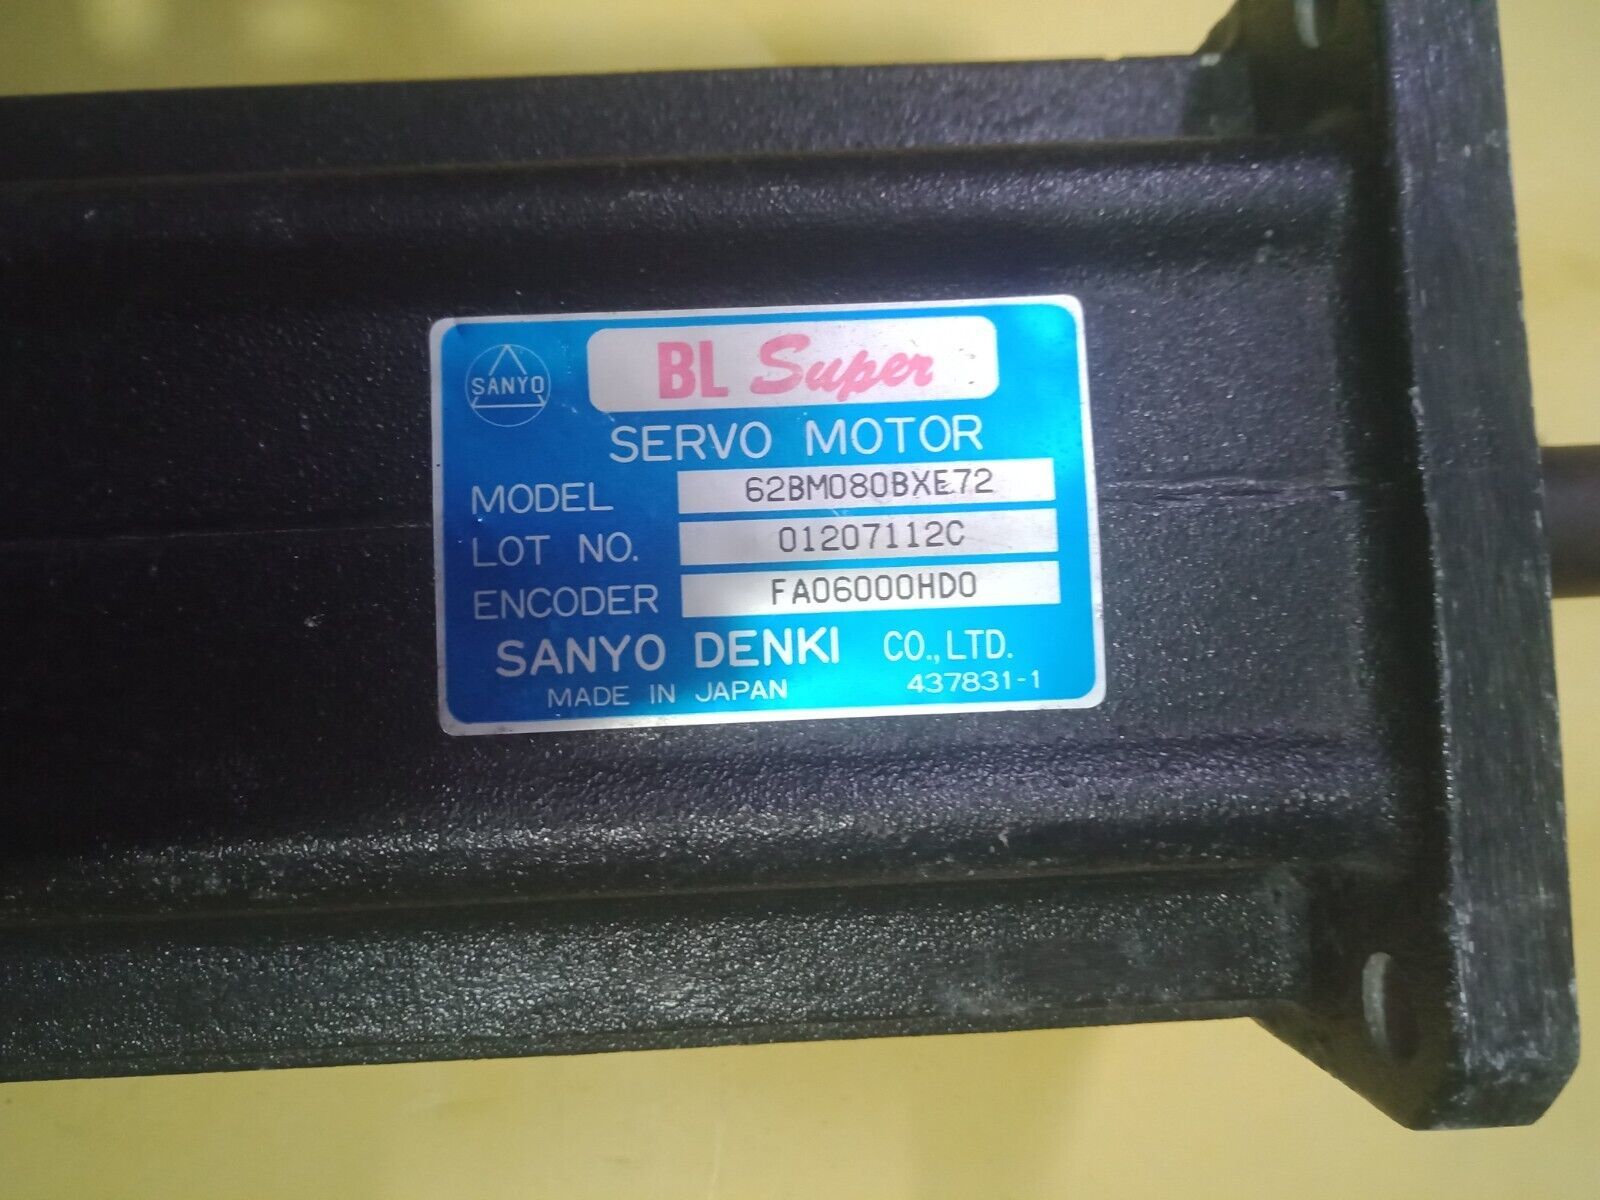 SANYO
BL Super
SERVO MOTOR
MODEL 62BM080BXE72
LOT NO. 01207112C
ENCODER FA06000HD0
SANYO DENKI CO., LTD.
MADE IN JAPAN 437831-1